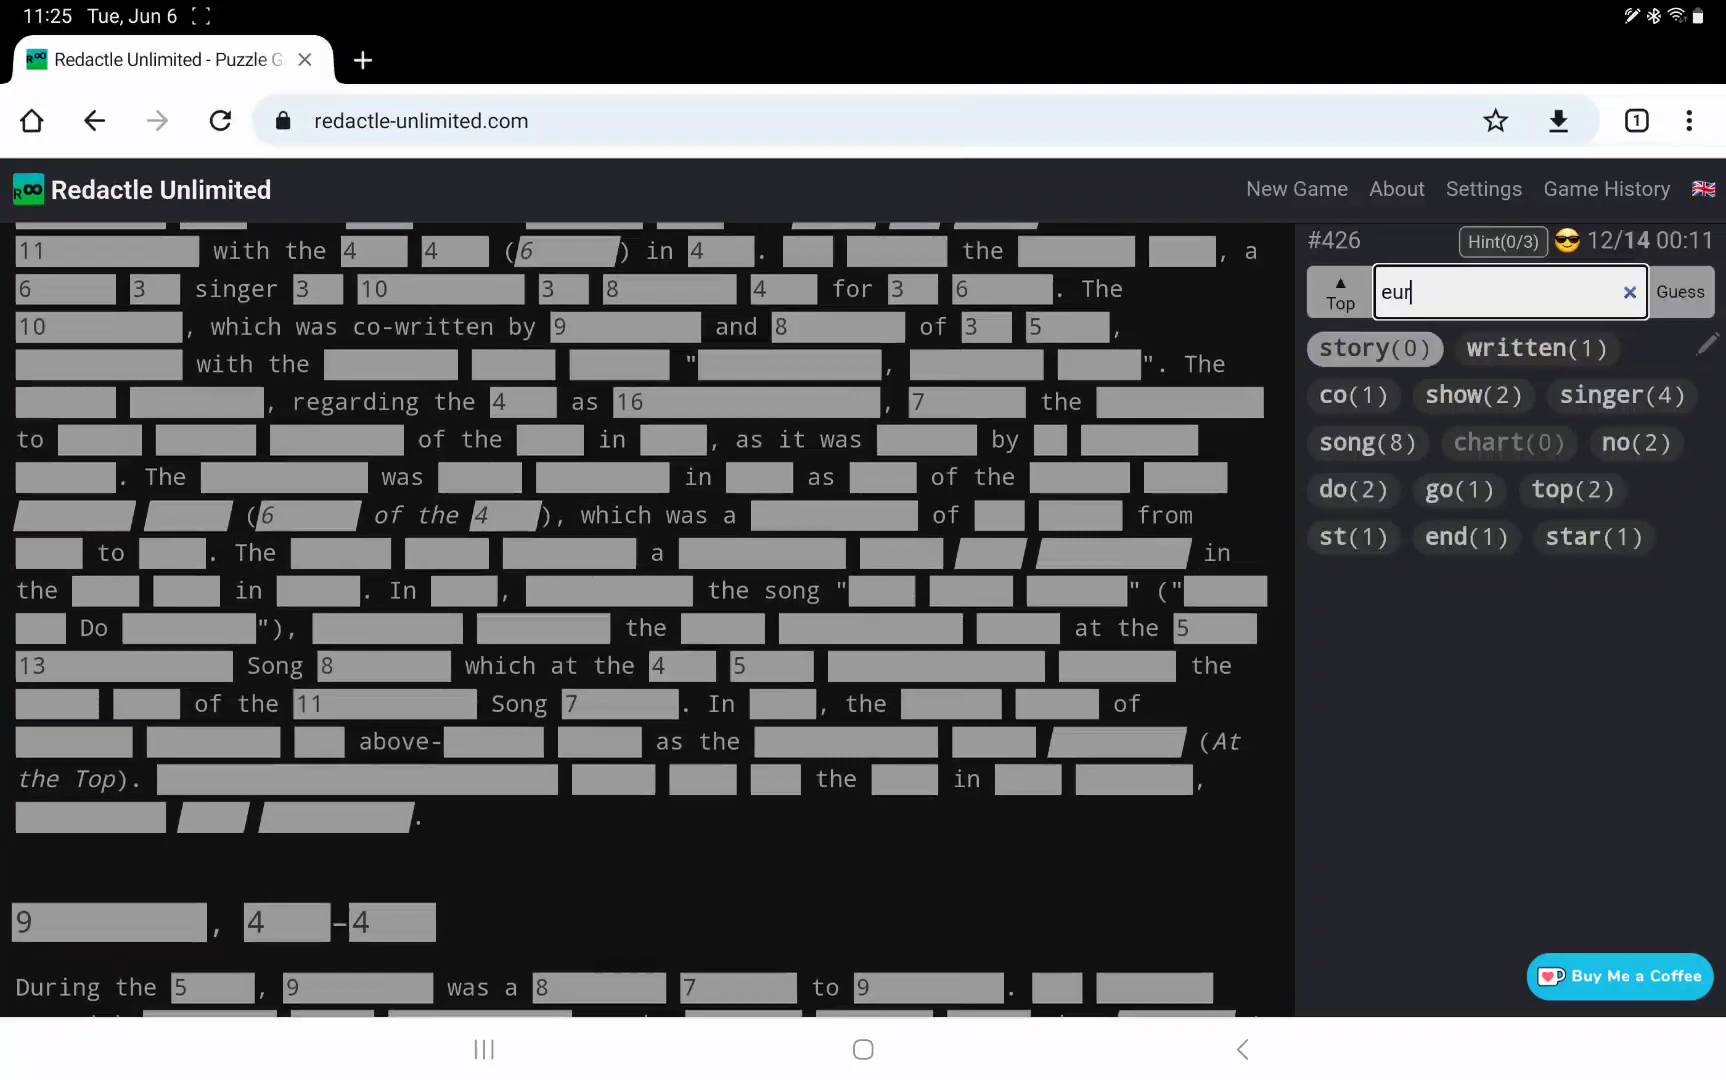 11:25 Tue, Jun 6
Redactle Unlimited - Puzzle G
redactle-unlimited.com
1
R∞ Redactle Unlimited
New Game About Settings Game History
11 with the 4 4 (6) in 4 . the , a
6 3 singer 3 10 3 8 4 for 3 6 . The
10 , which was co-written by 9 and 8 of 3 5 ,
with the " , ". The
, regarding the 4 as 16 , 7 the
to of the in , as it was by
. The was in as of the
(6 of the 4), which was a of from
to . The a in
the in . In , the song " " ("
Do "), the at the 5
13 Song 8 which at the 4 5 the
of the 11 Song 7 . In , the of
above- as the (At
the Top). the in ,
.
9 , 4–4
During the 5 , 9 was a 8 7 to 9 .
#426 Hint(0/3) 12/14 00:11
▲
Top
eur
Guess
story(0) written(1)
co(1) show(2) singer(4)
song(8) chart(0) no(2)
do(2) go(1) top(2)
st(1) end(1) star(1)
Buy Me a Coffee